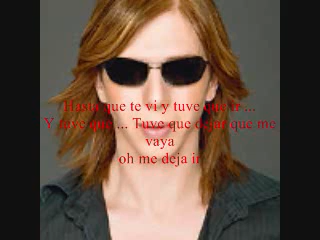 Hasta que te vi y tuve que ir ...
Y tuve que ... Tuve que dejar que me
vaya
oh me deja ir